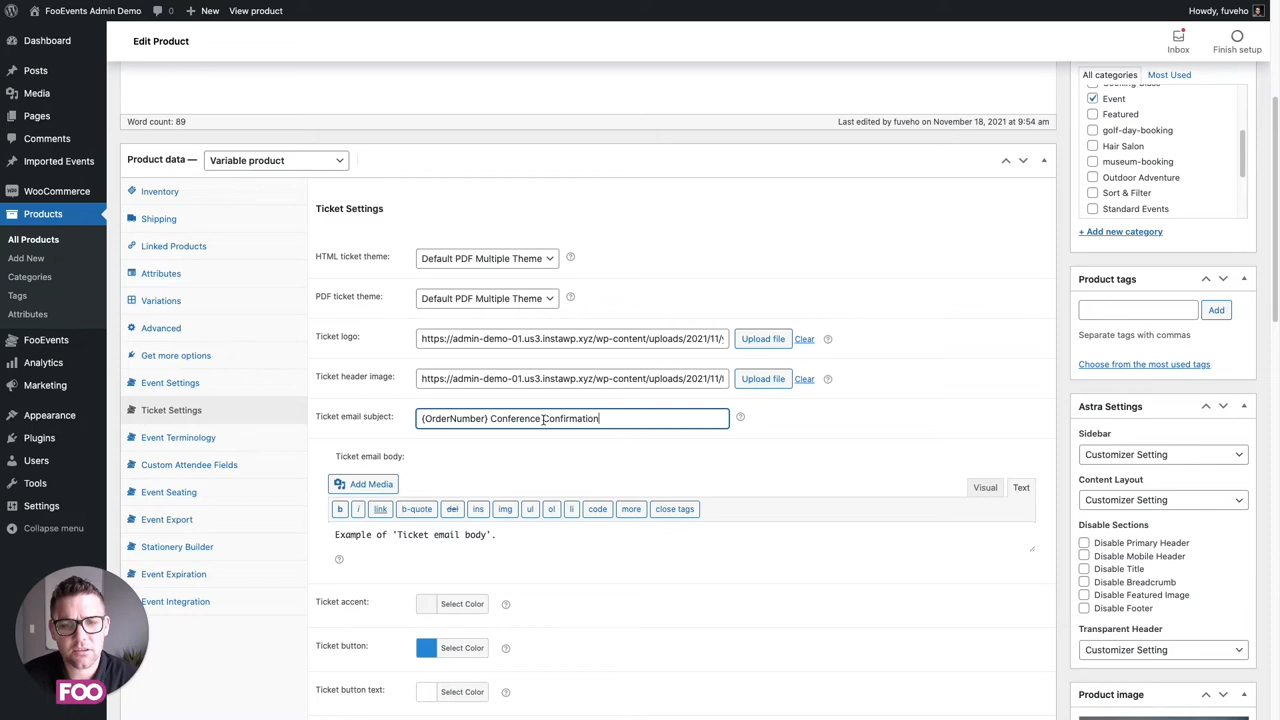 FooEvents Admin Demo
0
New
View product
Howdy, fuveho
Dashboard
Posts
Media
Pages
Comments
Imported Events
WooCommerce
Products
All Products
Add New
Categories
Tags
Attributes
FooEvents
Analytics
Marketing
Appearance
Plugins
Users
Tools
Settings
Collapse menu
Edit Product
Inbox
Finish setup
Word count: 89
Last edited by fuveho on November 18, 2021 at 9:54 am
Product data —
Variable product
Inventory
Shipping
Linked Products
Attributes
Variations
Advanced
Get more options
Event Settings
Ticket Settings
Event Terminology
Custom Attendee Fields
Event Seating
Event Export
Stationery Builder
Event Expiration
Event Integration
Ticket Settings
HTML ticket theme:
Default PDF Multiple Theme
PDF ticket theme:
Default PDF Multiple Theme
Ticket logo:
https://admin-demo-01.us3.instawp.xyz/wp-content/uploads/2021/11/
Upload file
Clear
Ticket header image:
https://admin-demo-01.us3.instawp.xyz/wp-content/uploads/2021/11/
Upload file
Clear
Ticket email subject:
{OrderNumber} Conference Confirmation
Ticket email body:
Add Media
Visual
Text
b
i
link
b-quote
del
ins
img
ul
ol
li
code
more
close tags
Example of 'Ticket email body'.
Ticket accent:
Select Color
Ticket button:
Select Color
Ticket button text:
Select Color
All categories
Most Used
Event
Featured
golf-day-booking
Hair Salon
museum-booking
Outdoor Adventure
Sort & Filter
Standard Events
+ Add new category
Product tags
Add
Separate tags with commas
Choose from the most used tags
Astra Settings
Sidebar
Customizer Setting
Content Layout
Customizer Setting
Disable Sections
Disable Primary Header
Disable Mobile Header
Disable Title
Disable Breadcrumb
Disable Featured Image
Disable Footer
Transparent Header
Customizer Setting
Product image
FOO